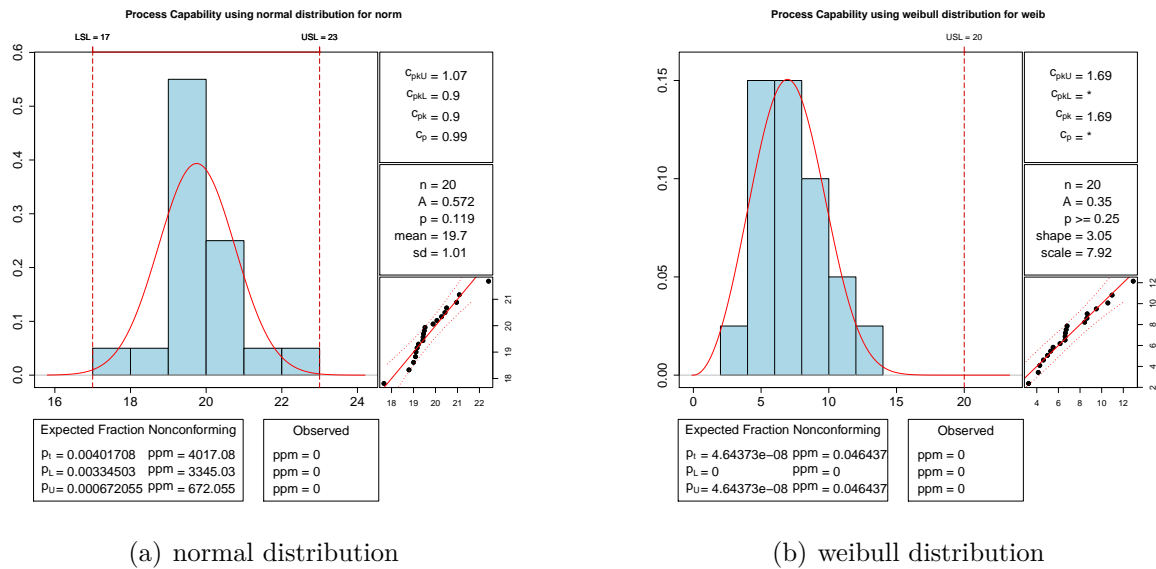 Process Capability using normal distribution for norm
LSL = 17
USL = 23
0.6
0.5
0.4
0.3
0.2
0.1
0.0
16
18
20
22
24
cpkU = 1.07
cpkL = 0.9
cpk = 0.9
cp = 0.99
n = 20
A = 0.572
p = 0.119
mean = 19.7
sd = 1.01
21
20
19
18
18 19 20 21 22
Expected Fraction Nonconforming
pt = 0.00401708 ppm = 4017.08
pL = 0.00334503 ppm = 3345.03
pU = 0.000672055 ppm = 672.055
Observed
ppm = 0
ppm = 0
ppm = 0
(a) normal distribution
Process Capability using weibull distribution for weib
USL = 20
0.15
0.10
0.05
0.00
0
5
10
15
20
cpkU = 1.69
cpkL = *
cpk = 1.69
cp = *
n = 20
A = 0.35
p >= 0.25
shape = 3.05
scale = 7.92
12
10
8
6
4
2
4 6 8 10 12
Expected Fraction Nonconforming
pt = 4.64373e−08 ppm = 0.046437
pL = 0 ppm = 0
pU = 4.64373e−08 ppm = 0.046437
Observed
ppm = 0
ppm = 0
ppm = 0
(b) weibull distribution